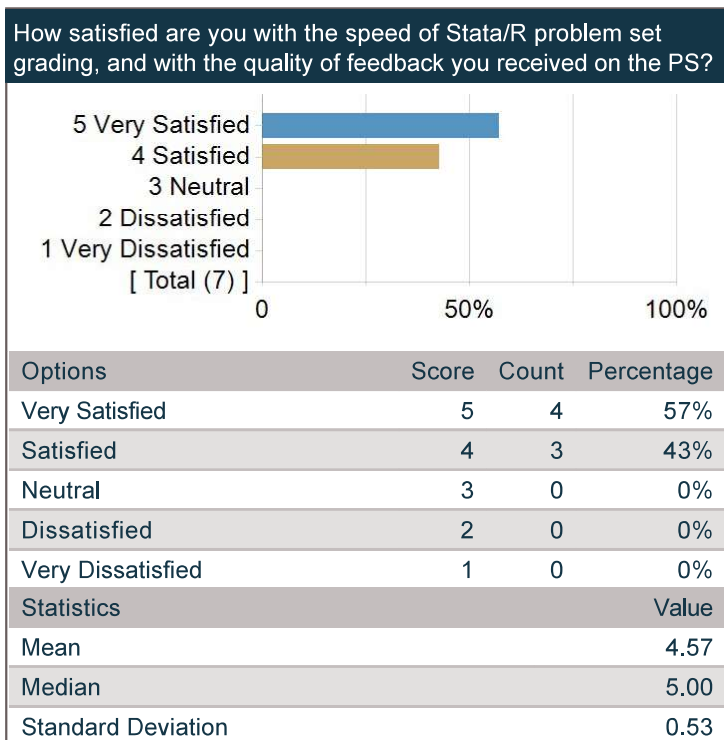 How satisfied are you with the speed of Stata/R problem set
grading, and with the quality of feedback you received on the PS?
5 Very Satisfied
4 Satisfied
3 Neutral
2 Dissatisfied
1 Very Dissatisfied
[ Total (7) ]
0 50% 100%
Options Score Count Percentage
Very Satisfied 5 4 57%
Satisfied 4 3 43%
Neutral 3 0 0%
Dissatisfied 2 0 0%
Very Dissatisfied 1 0 0%
Statistics Value
Mean 4.57
Median 5.00
Standard Deviation 0.53